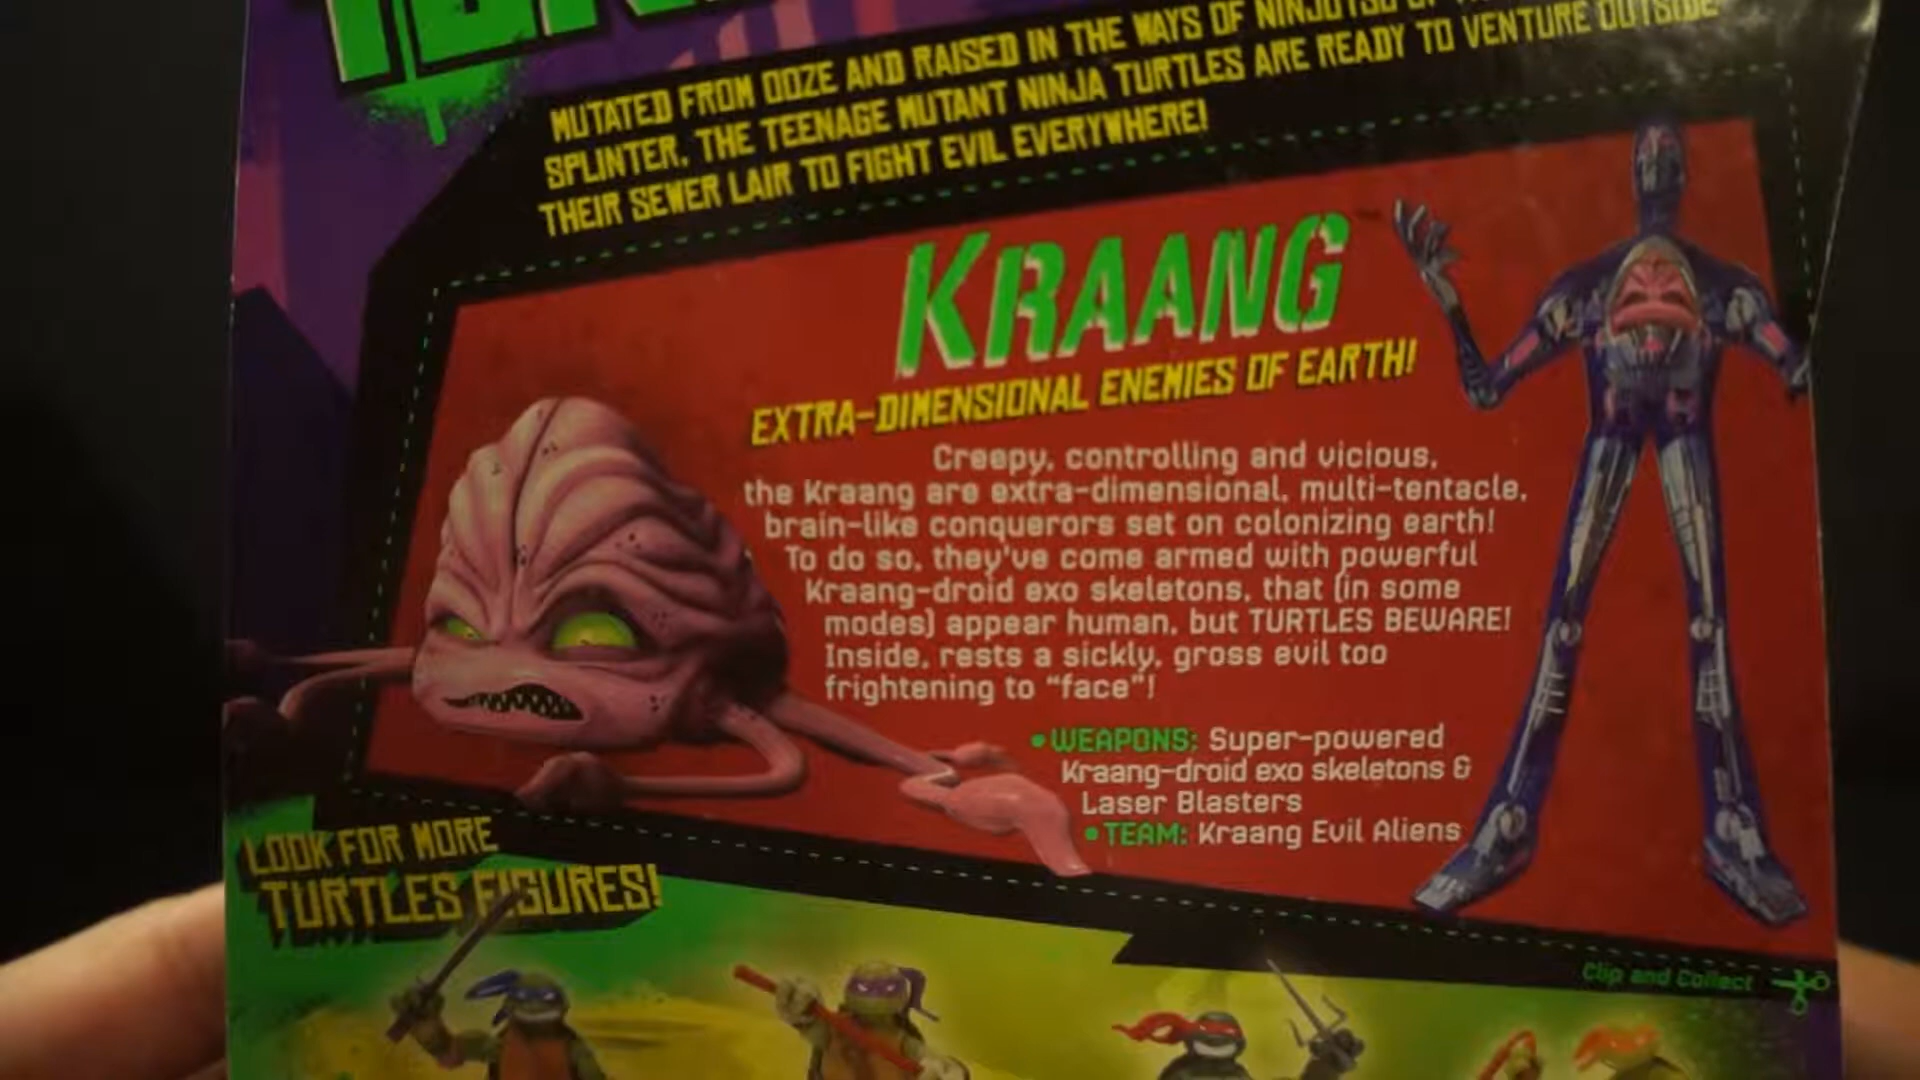 MUTATED FROM OOZE AND RAISED IN THE WAYS OF NINJUTSU
SPLINTER, THE TEENAGE MUTANT NINJA TURTLES ARE READY TO VENTURE OUTSIDE
THEIR SEWER LAIR TO FIGHT EVIL EVERYWHERE!
KRAANG
EXTRA-DIMENSIONAL ENEMIES OF EARTH!
Creepy, controlling and vicious,
the Kraang are extra-dimensional, multi-tentacle,
brain-like conquerors set on colonizing earth!
To do so, they've come armed with powerful
Kraang-droid exo skeletons, that (in some
modes) appear human, but TURTLES BEWARE!
Inside, rests a sickly, gross evil too
frightening to "face"!
•WEAPONS: Super-powered
Kraang-droid exo skeletons &
Laser Blasters
•TEAM: Kraang Evil Aliens
LOOK FOR MORE
TURTLES FIGURES!
Clip and Collect